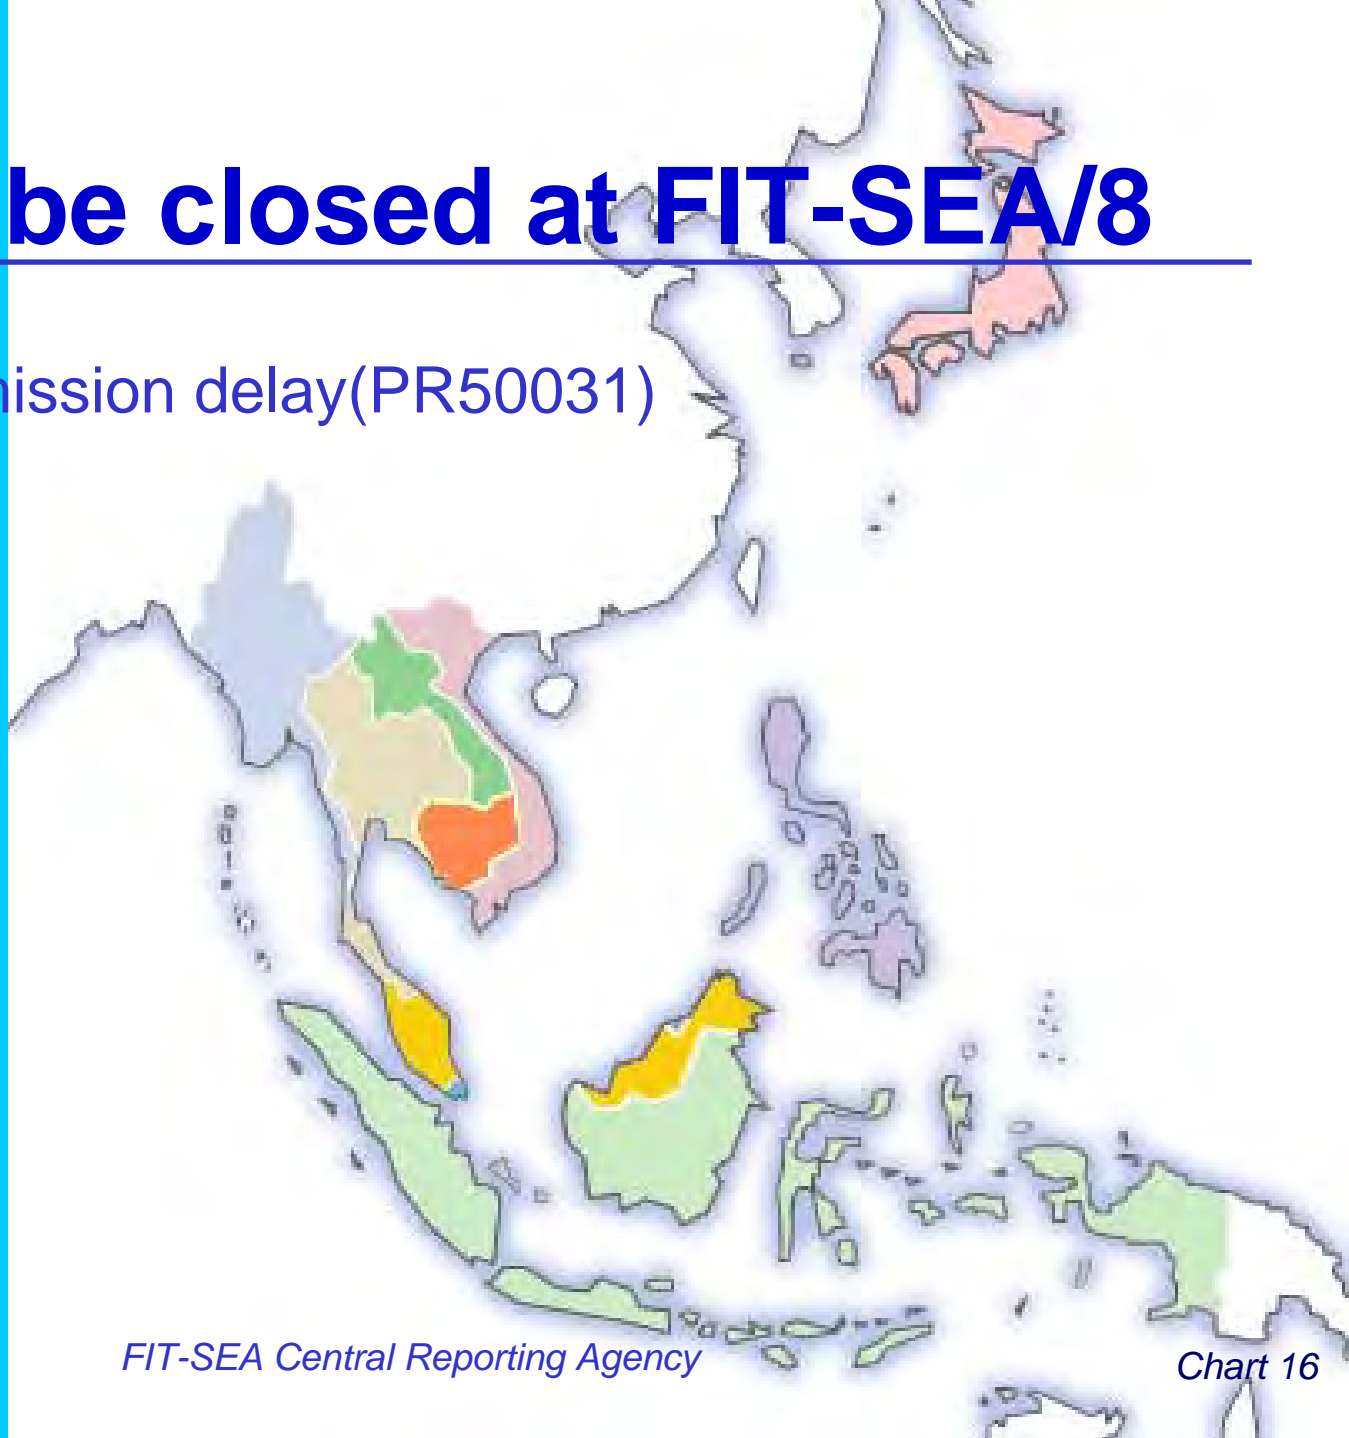 be closed at FIT-SEA/8
ission delay(PR50031)
FIT-SEA Central Reporting Agency
Chart 16